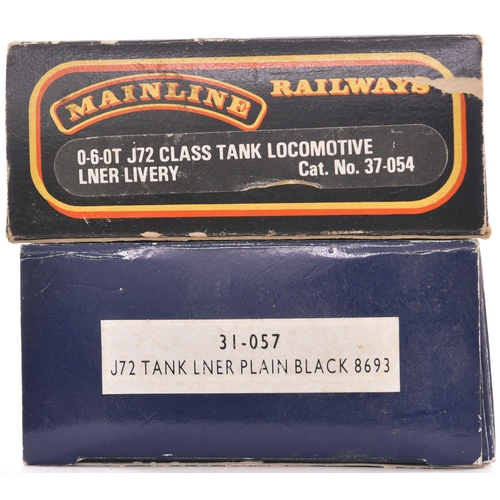 MAINLINE RAILWAYS
0-6-0T J72 CLASS TANK LOCOMOTIVE
LNER LIVERY Cat. No. 37-054
31-057
J72 TANK LNER PLAIN BLACK 8693